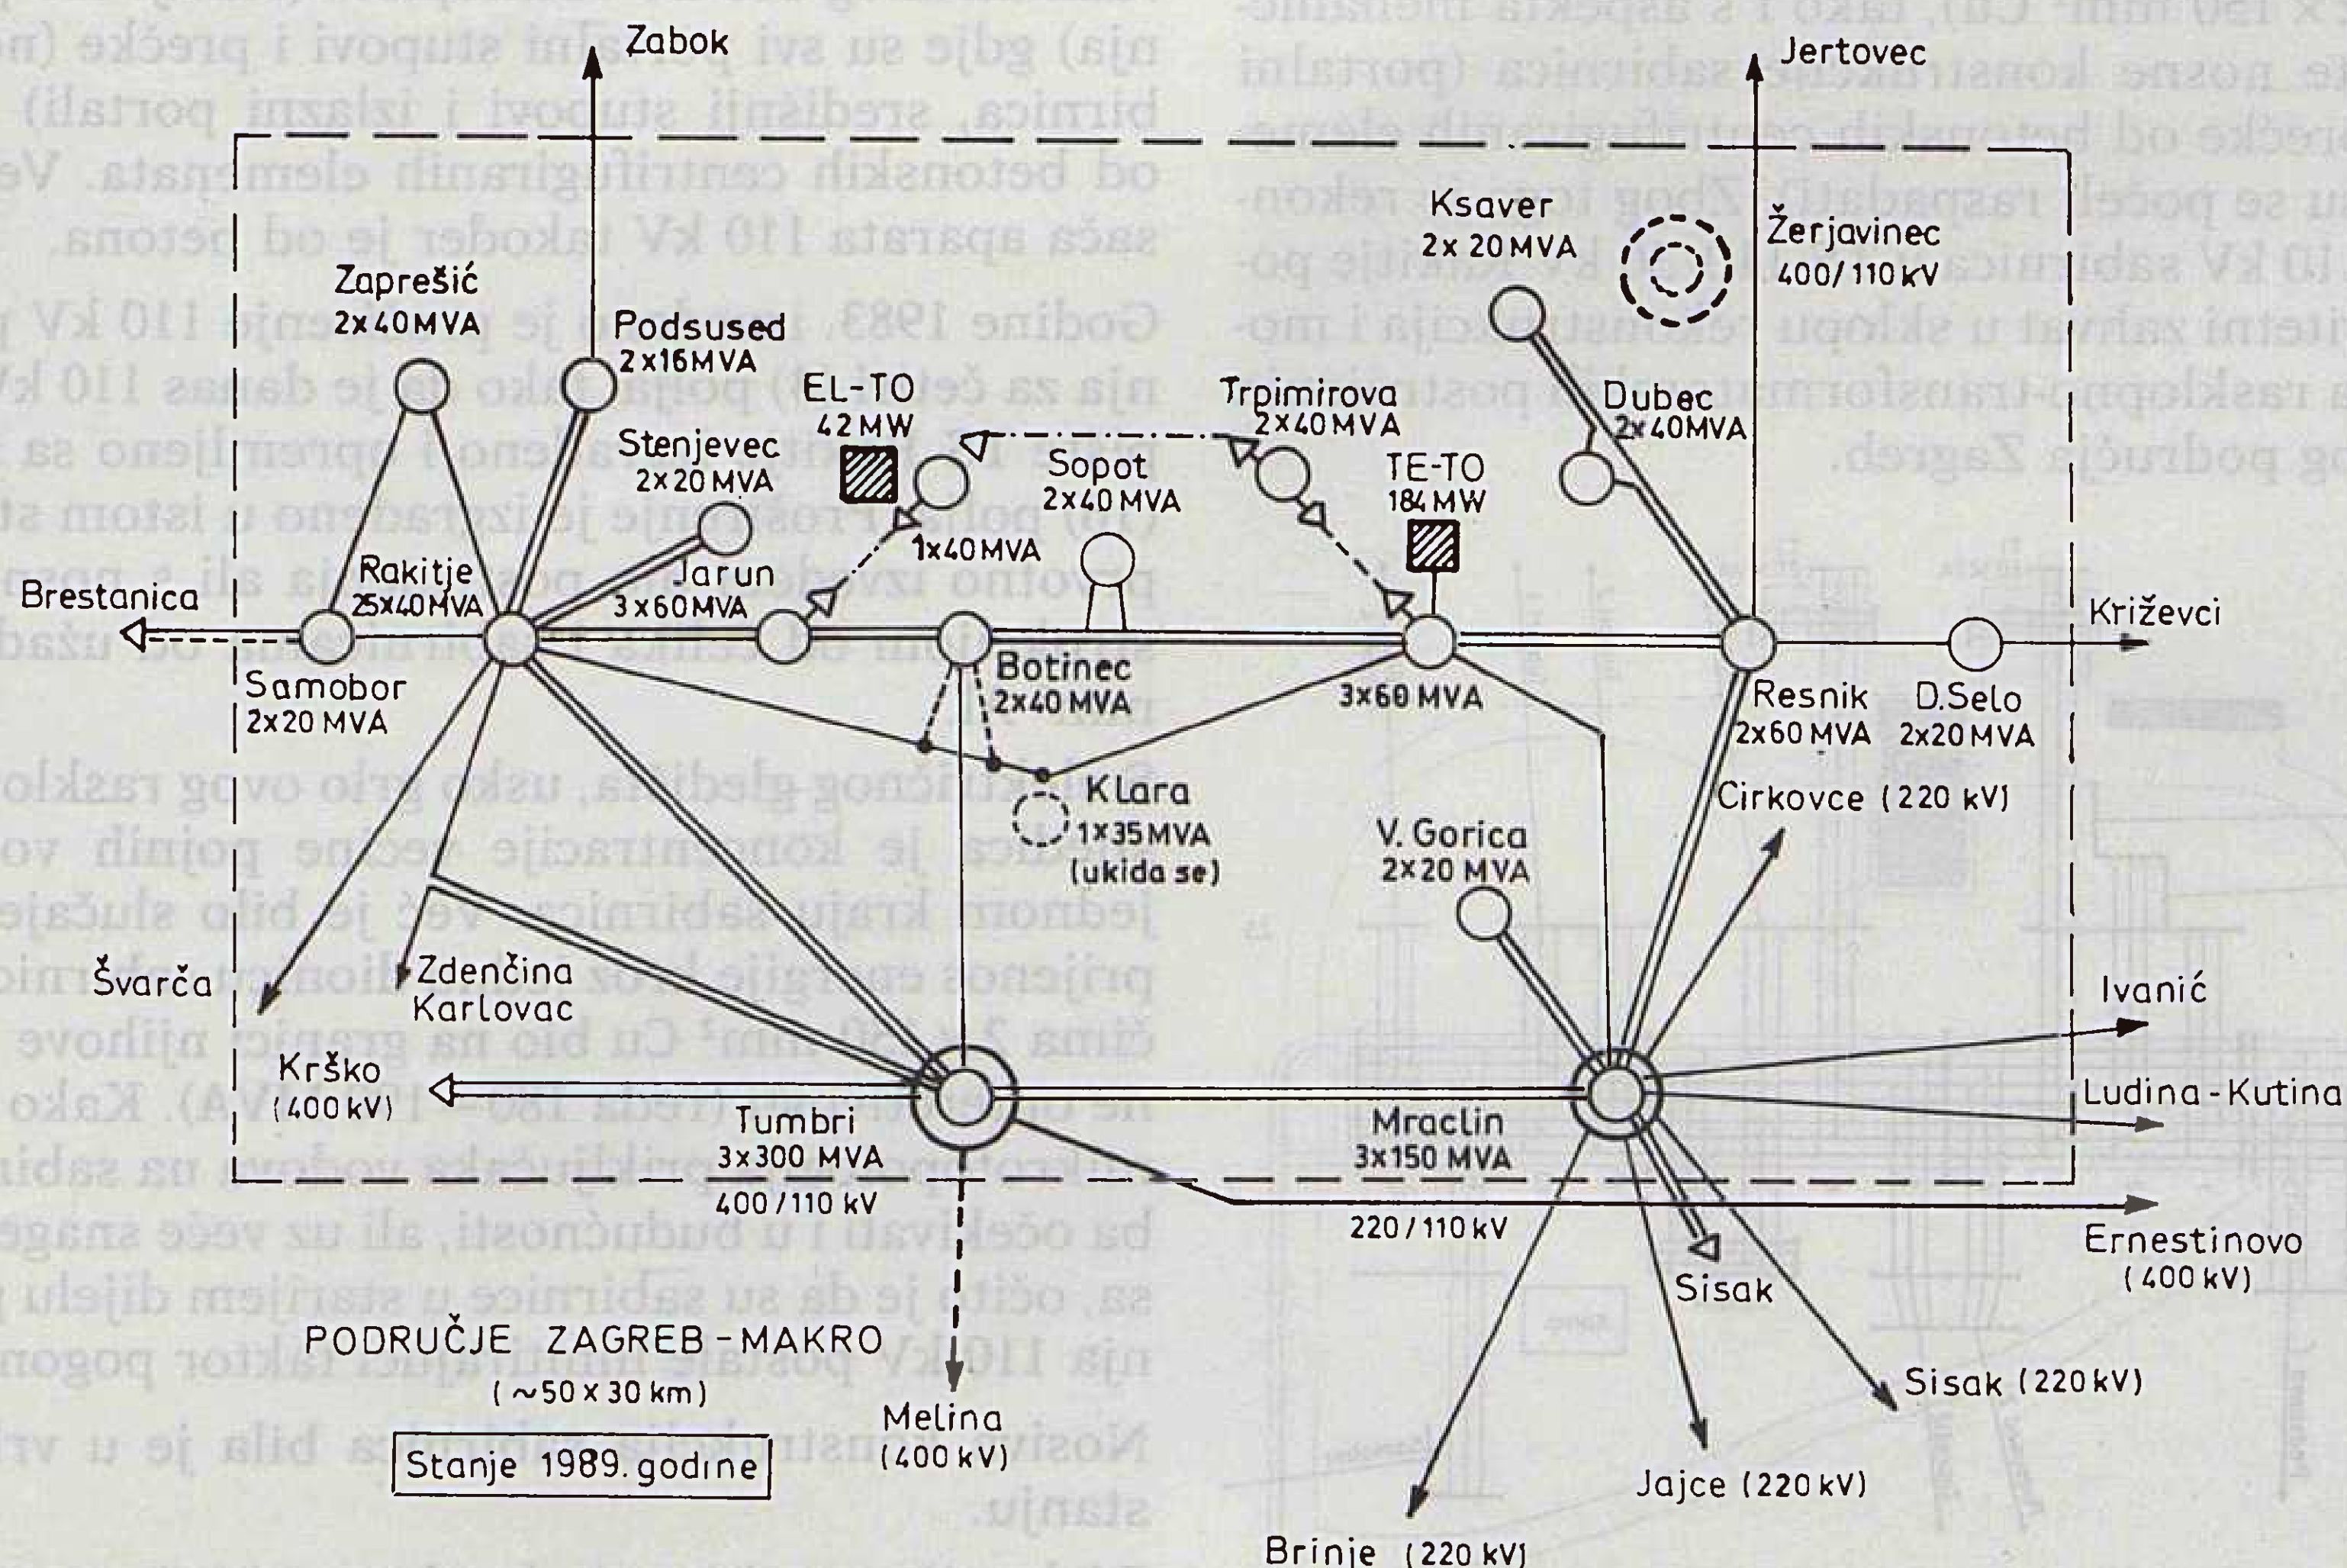 Zabok
Jertovec
Ksaver
2x 20 MVA
Žerjavinec
400/110 kV
Zaprešić
2x40 MVA
Podsused
2x16 MVA
EL-TO
42 MW
Trpimirova
2x40 MVA
Dubec
2x40 MVA
Stenjevec
2x20 MVA
Sopot
2x40 MVA
TE-TO
184 MW
1x40 MVA
Rakitje
25x40 MVA
Jarun
3x60 MVA
Brestanica
Križevci
Samobor
2x20 MVA
Botinec
2x40 MVA
3x60 MVA
Resnik
2x60 MVA
D.Selo
2x20 MVA
Klara
1x35 MVA
(ukida se)
V. Gorica
2x20 MVA
Cirkovce (220 kV)
Švarča
Zdenčina
Karlovac
Ivanić
Krško
(400 kV)
Ludina-Kutina
Tumbri
3x300 MVA
400/110 kV
Mraclin
3x150 MVA
220/110 kV
Ernestinovo
(400 kV)
Sisak
Sisak (220 kV)
Jajce (220 kV)
Brinje (220 kV)
Melina
(400 kV)
PODRUČJE ZAGREB-MAKRO
(~50 x 30 km)
Stanje 1989. godine